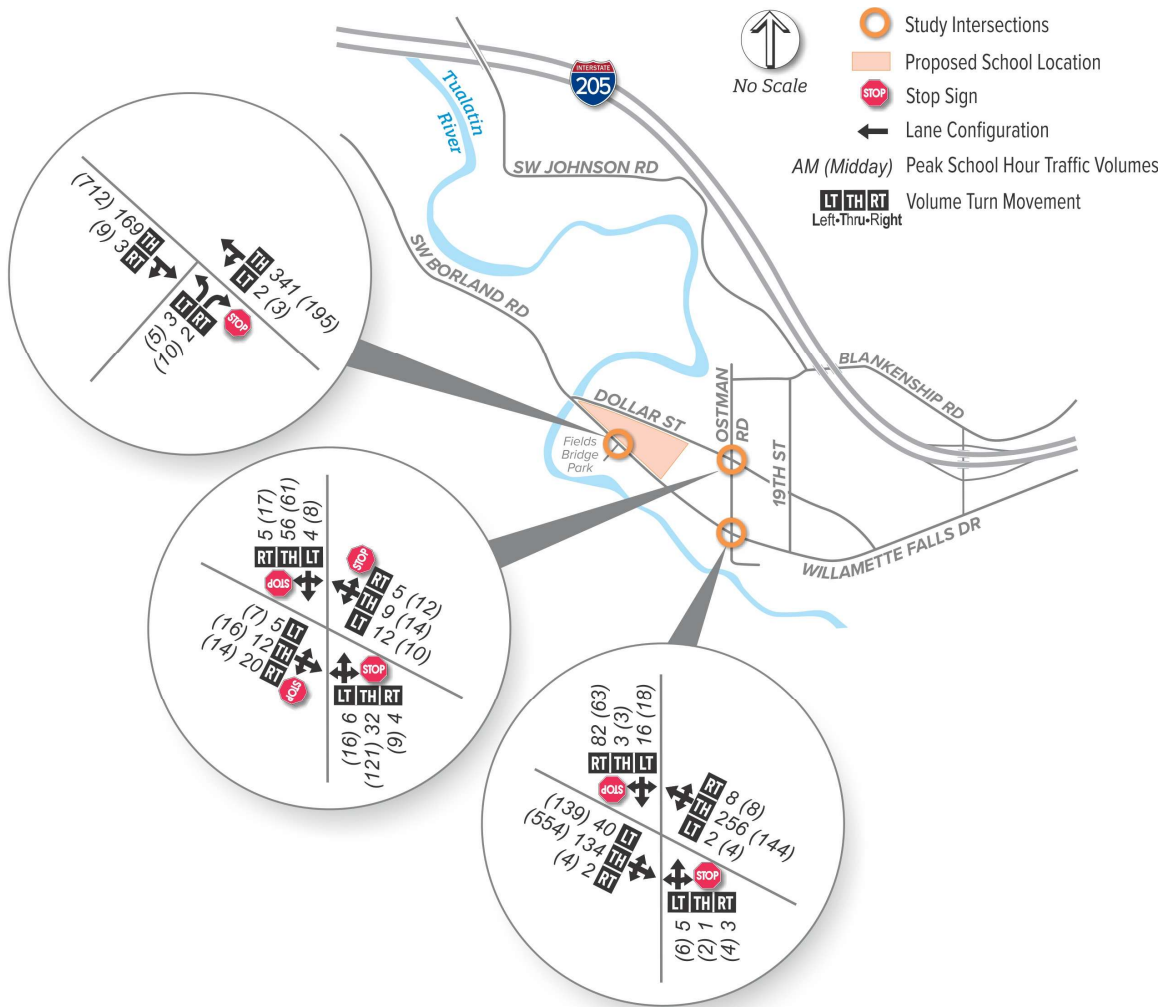 No Scale
Study Intersections
Proposed School Location
STOP Stop Sign
Lane Configuration
AM (Midday) Peak School Hour Traffic Volumes
LT TH RT Volume Turn Movement
Left•Thru•Right
INTERSTATE
205
Tualatin
River
SW JOHNSON RD
SW BORLAND RD
BLANKENSHIP RD
DOLLAR ST
OSTMAN
RD
19TH ST
Fields
Bridge
Park
WILLAMETTE FALLS DR
(712) 169 TH
(9) 3 RT
TH 341 (195)
LT 2 (3)
(5) 3 LT
(10) 2 RT
STOP
RT 5 (17)
TH 56 (61)
LT 4 (8)
STOP
STOP
RT 5 (12)
TH 9 (14)
LT 12 (10)
(7) 5 LT
(16) 12 TH
(14) 20 RT
STOP
STOP
LT TH RT
(16) 6
(121) 32
(9) 4
RT 82 (63)
TH 3 (3)
LT 16 (18)
STOP
RT 8 (8)
TH 256 (144)
LT 2 (4)
(139) 40 LT
(554) 134 TH
(4) 2 RT
STOP
LT TH RT
(6) 5
(2) 1
(4) 3